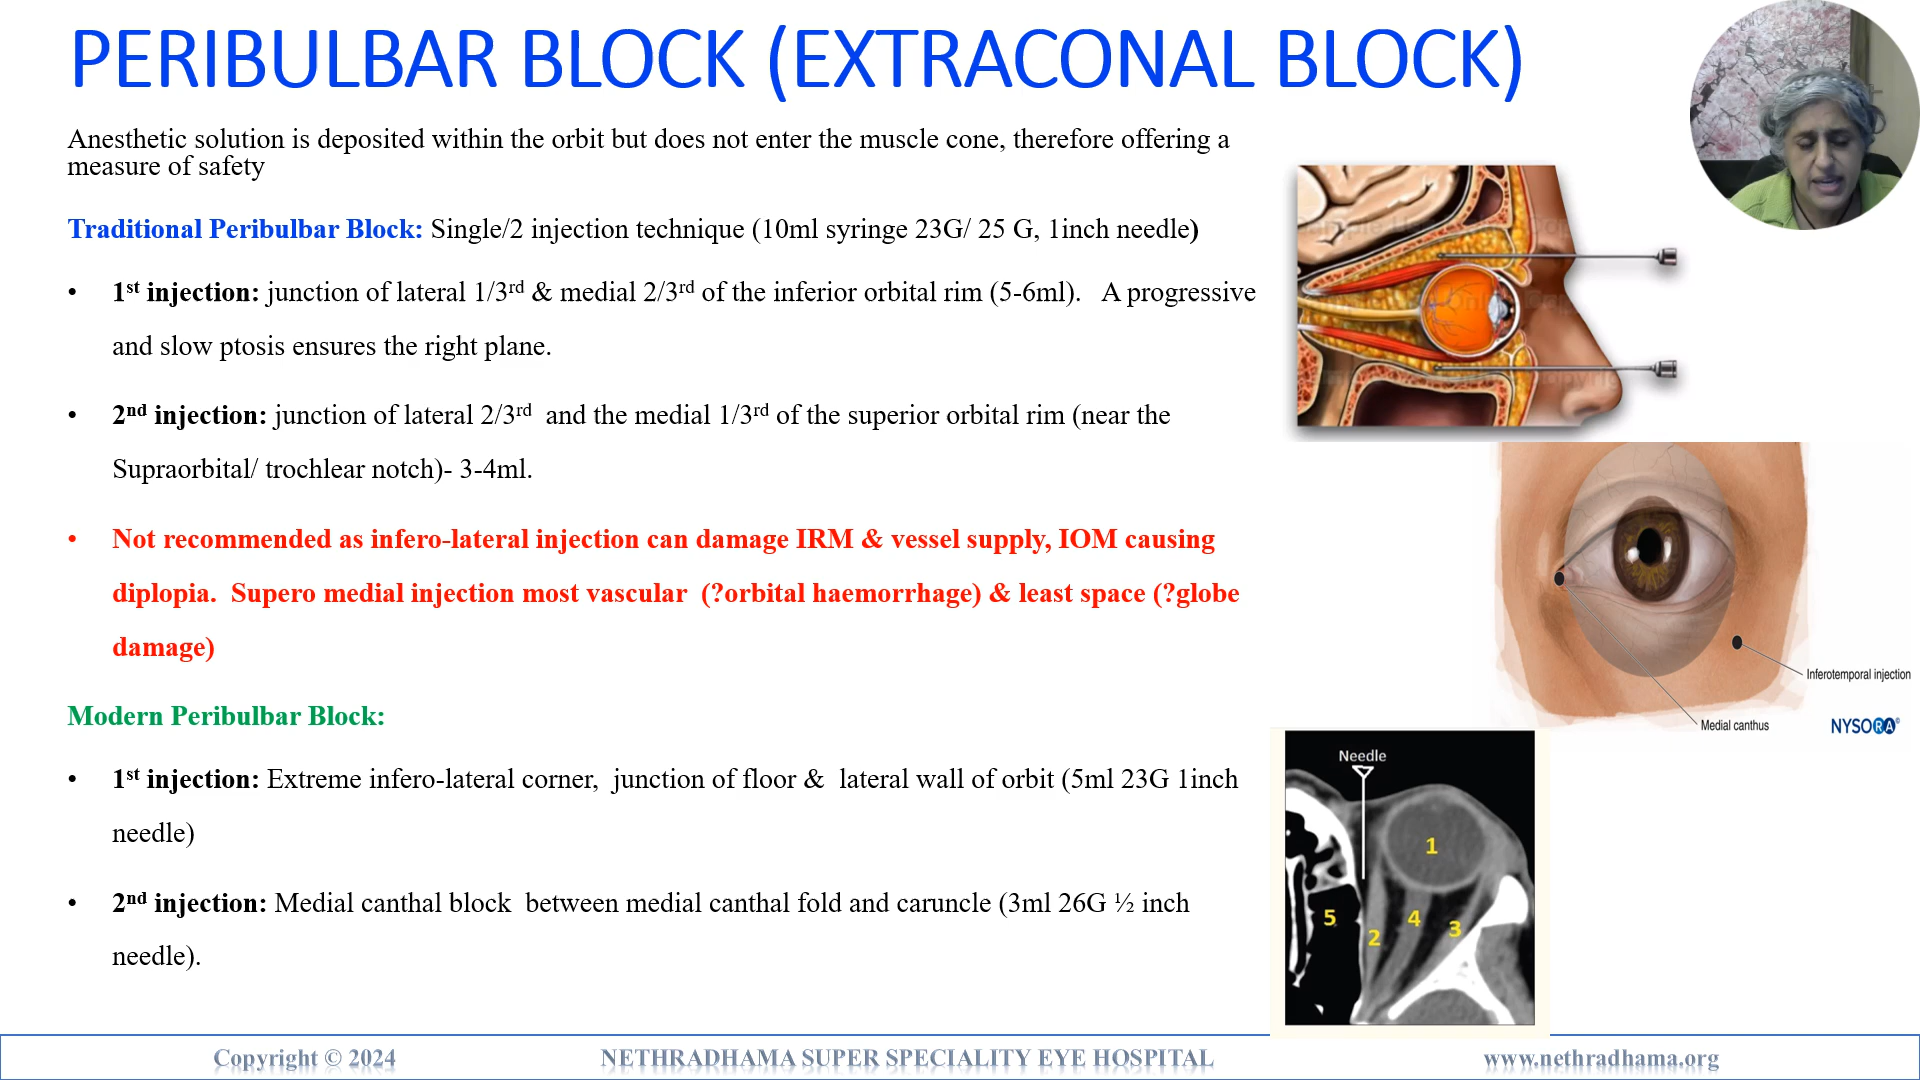 PERIBULBAR BLOCK (EXTRACONAL BLOCK)
Anesthetic solution is deposited within the orbit but does not enter the muscle cone, therefore offering a
measure of safety
Traditional Peribulbar Block: Single/2 injection technique (10ml syringe 23G/ 25 G, 1inch needle)
• 1st injection: junction of lateral 1/3rd & medial 2/3rd of the inferior orbital rim (5-6ml). A progressive
and slow ptosis ensures the right plane.
• 2nd injection: junction of lateral 2/3rd and the medial 1/3rd of the superior orbital rim (near the
Supraorbital/ trochlear notch)- 3-4ml.
• Not recommended as infero-lateral injection can damage IRM & vessel supply, IOM causing
diplopia. Supero medial injection most vascular (?orbital haemorrhage) & least space (?globe
damage)
Modern Peribulbar Block:
• 1st injection: Extreme infero-lateral corner, junction of floor & lateral wall of orbit (5ml 23G 1inch
needle)
• 2nd injection: Medial canthal block between medial canthal fold and caruncle (3ml 26G ½ inch
needle).
Inferotemporal injection
Medial canthus
NYSORA
Needle
1
5
4
3
2
Copyright © 2024
NETHRADHAMA SUPER SPECIALITY EYE HOSPITAL
www.nethradhama.org